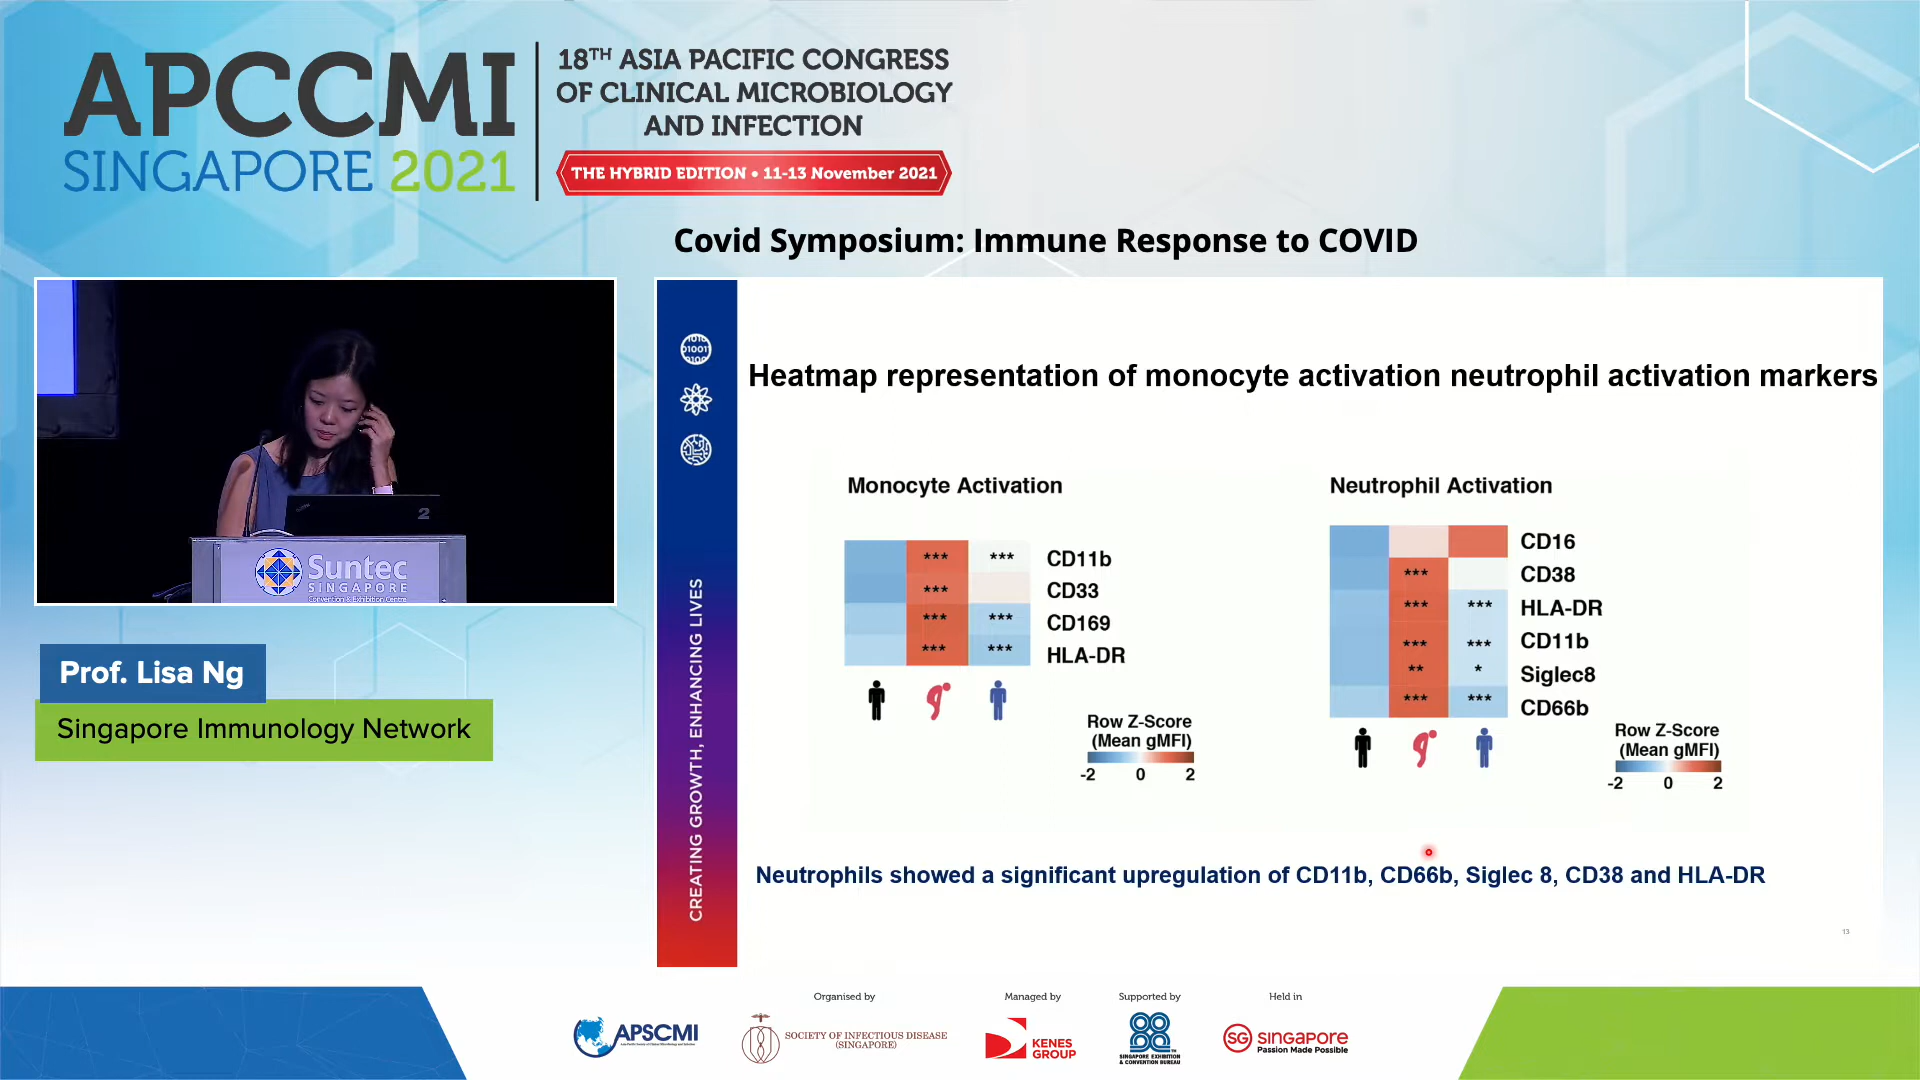 APCCMI
SINGAPORE 2021
18TH ASIA PACIFIC CONGRESS
OF CLINICAL MICROBIOLOGY
AND INFECTION
THE HYBRID EDITION • 11-13 November 2021
Covid Symposium: Immune Response to COVID
2
Suntec
SINGAPORE
Convention & Exhibition Centre
Prof. Lisa Ng
Singapore Immunology Network
CREATING GROWTH, ENHANCING LIVES
Heatmap representation of monocyte activation neutrophil activation markers
Monocyte Activation
*** *** CD11b
*** CD33
*** *** CD169
*** *** HLA-DR
Row Z-Score
(Mean gMFI)
-2 0 2
Neutrophil Activation
CD16
*** CD38
*** *** HLA-DR
*** *** CD11b
** * Siglec8
*** *** CD66b
Row Z-Score
(Mean gMFI)
-2 0 2
Neutrophils showed a significant upregulation of CD11b, CD66b, Siglec 8, CD38 and HLA-DR
13
Organised by
APSCMI
SOCIETY OF INFECTIOUS DISEASE
(SINGAPORE)
Managed by
KENES
GROUP
Supported by
SINGAPORE EXHIBITION
& CONVENTION BUREAU
Held in
SG SINGAPORE
Passion Made Possible